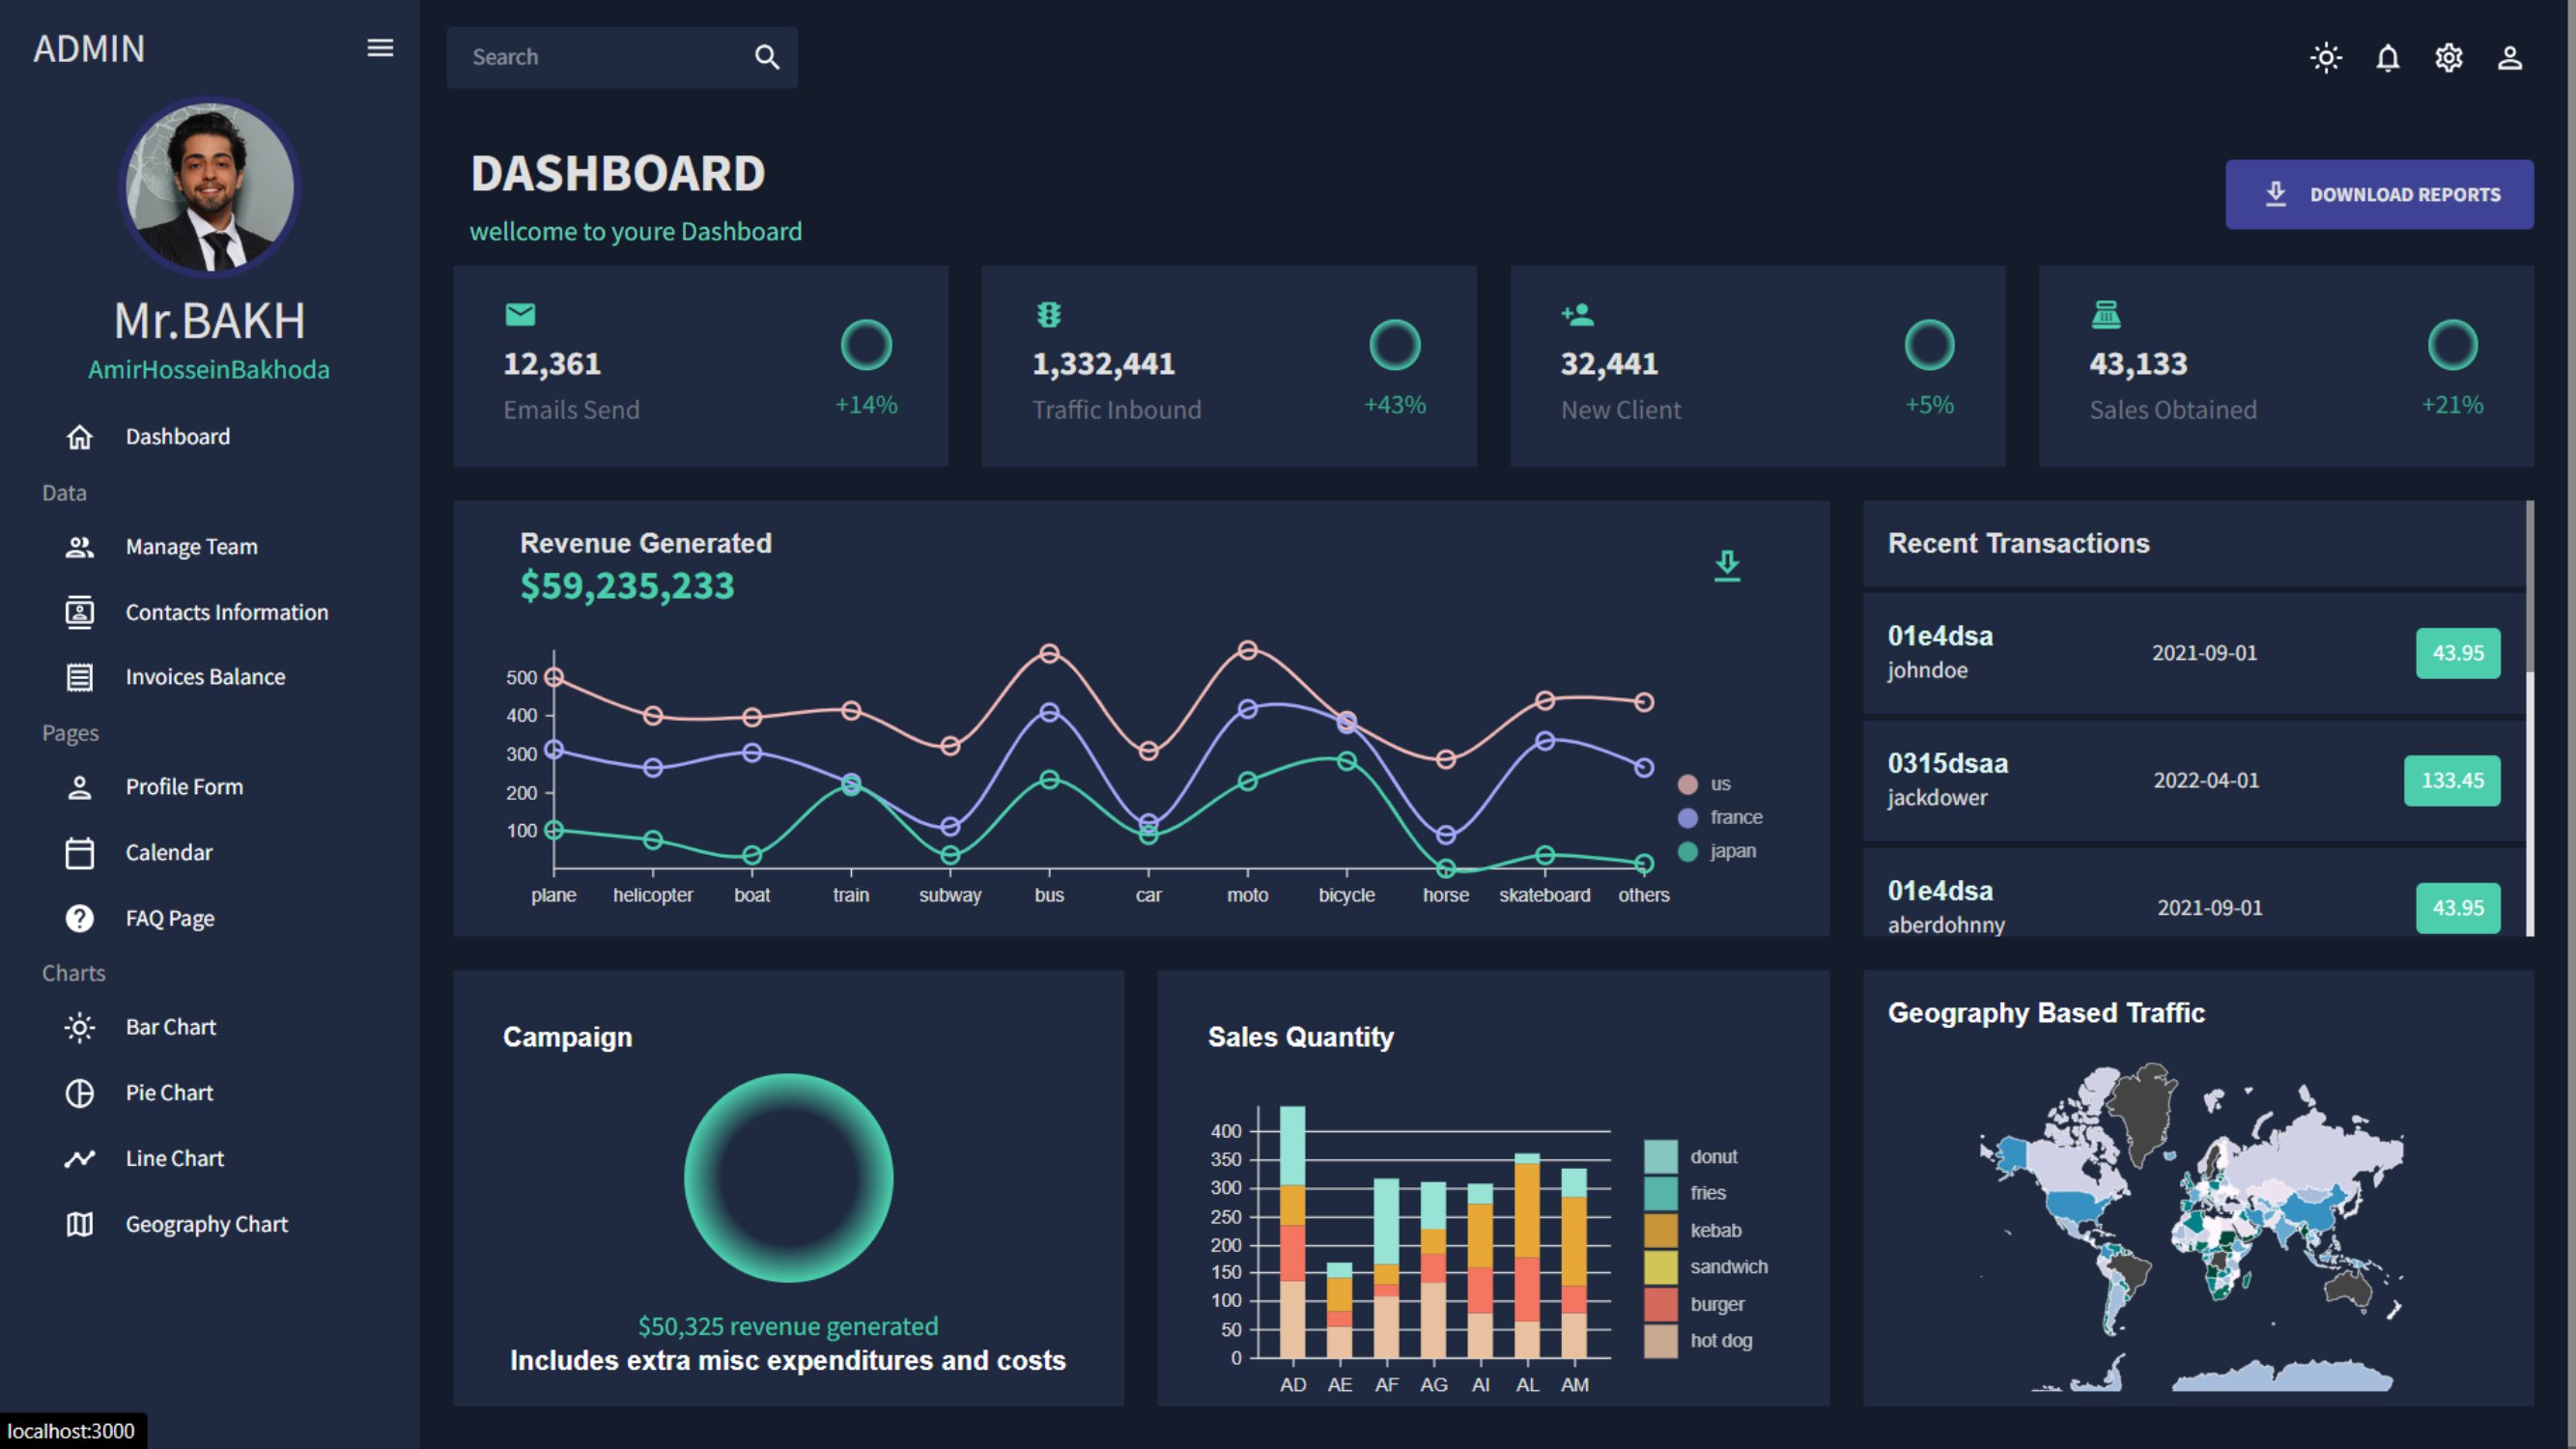 ADMIN
Search
Mr.BAKH
AmirHosseinBakhoda
Dashboard
Data
Manage Team
Contacts Information
Invoices Balance
Pages
Profile Form
Calendar
FAQ Page
Charts
Bar Chart
Pie Chart
Line Chart
Geography Chart
localhost:3000
DASHBOARD
wellcome to youre Dashboard
DOWNLOAD REPORTS
12,361
Emails Send
+14%
1,332,441
Traffic Inbound
+43%
32,441
New Client
+5%
43,133
Sales Obtained
+21%
Revenue Generated
$59,235,233
500
400
300
200
100
plane helicopter boat train subway bus car moto bicycle horse skateboard others
us
france
japan
Recent Transactions
01e4dsa
johndoe
2021-09-01
43.95
0315dsaa
jackdower
2022-04-01
133.45
01e4dsa
aberdohnny
2021-09-01
43.95
Campaign
$50,325 revenue generated
Includes extra misc expenditures and costs
Sales Quantity
400
350
300
250
200
150
100
50
0
AD AE AF AG AI AL AM
donut
fries
kebab
sandwich
burger
hot dog
Geography Based Traffic